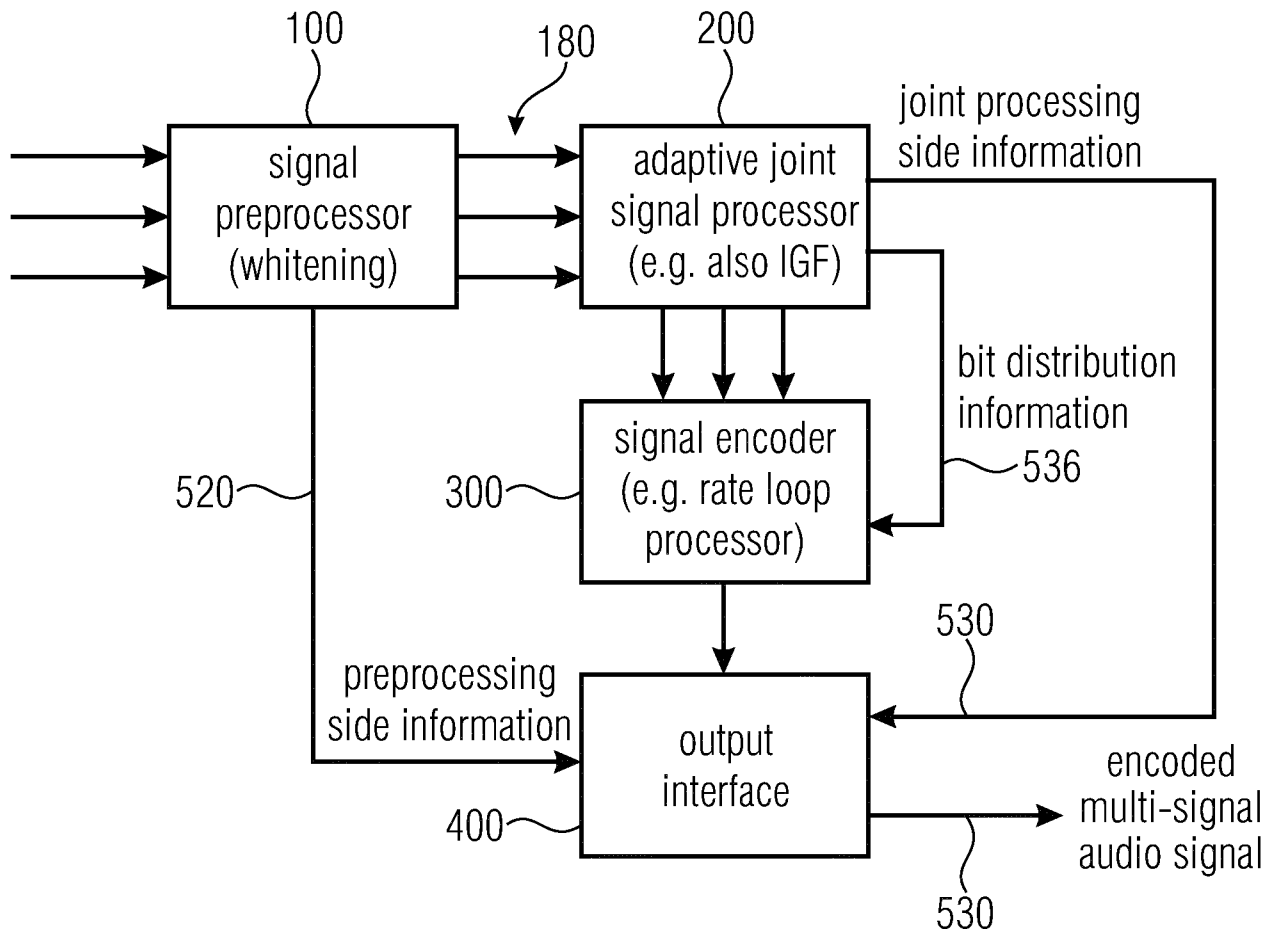 100
180
200
signal
preprocessor
(whitening)
adaptive joint
signal processor
(e.g. also IGF)
joint processing
side information
bit distribution
information
536
520
300
signal encoder
(e.g. rate loop
processor)
530
preprocessing
side information
output
interface
400
encoded
multi-signal
audio signal
530